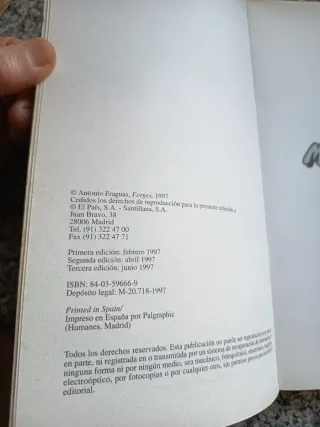 © Antonio Fraguas, Forges, 1997
Cedidos los derechos de reproducción para la presente edición a
© El País, S.A. - Santillana, S.A.
Juan Bravo, 38
28006 Madrid
Tel. (91) 322 47 00
Fax (91) 322 47 71
Primera edición: febrero 1997
Segunda edición: abril 1997
Tercera edición: junio 1997
ISBN: 84-03-59666-9
Depósito legal: M-20.718-1997
Printed in Spain/
Impreso en España por Palgraphic
(Humanes, Madrid)
Todos los derechos reservados. Esta publicación no puede ser reproducida
en parte, ni registrada en o transmitida por un sistema de recuperación de
ninguna forma ni por ningún medio, sea mecánico, fotoquímico, electrónico,
electroóptico, por fotocopias o por cualquier otro, sin permiso previo
editorial.